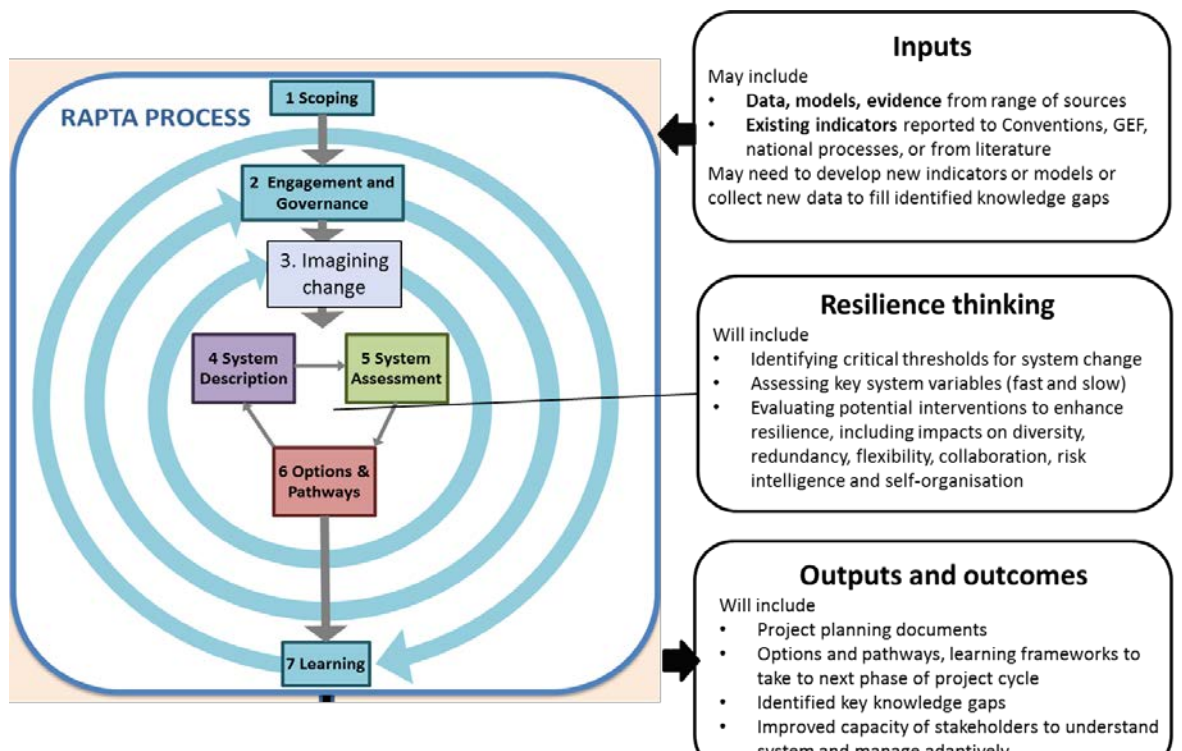 RAPTA PROCESS
1 Scoping
2 Engagement and
Governance
3. Imagining
change
4 System
Description
5 System
Assessment
6 Options &
Pathways
7 Learning
Inputs
May include
• Data, models, evidence from range of sources
• Existing indicators reported to Conventions, GEF,
national processes, or from literature
May need to develop new indicators or models or
collect new data to fill identified knowledge gaps
Resilience thinking
Will include
• Identifying critical thresholds for system change
• Assessing key system variables (fast and slow)
• Evaluating potential interventions to enhance
resilience, including impacts on diversity,
redundancy, flexibility, collaboration, risk
intelligence and self-organisation
Outputs and outcomes
Will include
• Project planning documents
• Options and pathways, learning frameworks to
take to next phase of project cycle
• Identified key knowledge gaps
• Improved capacity of stakeholders to understand
system and manage adaptively